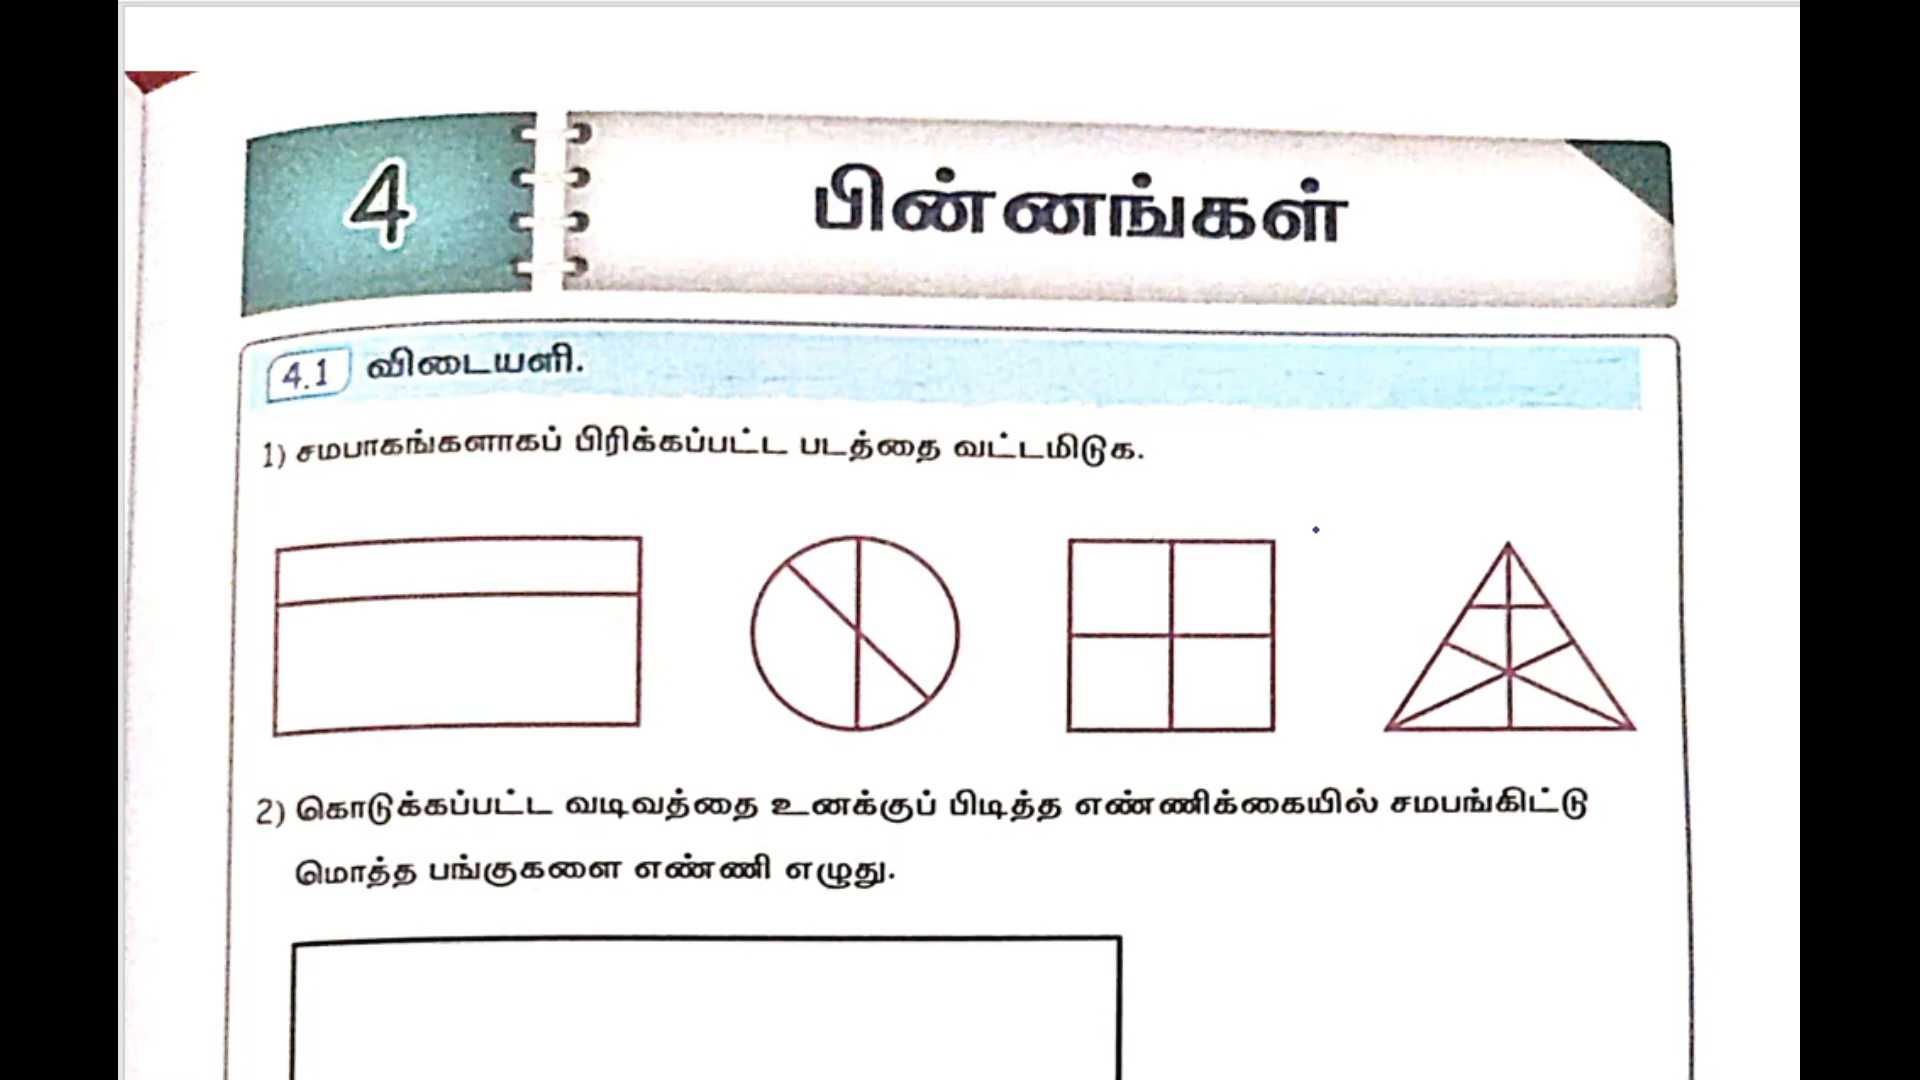 4
பின்னங்கள்
4.1 விடையளி.
1) சமபாகங்களாகப் பிரிக்கப்பட்ட படத்தை வட்டமிடுக.
2) கொடுக்கப்பட்ட வடிவத்தை உனக்குப் பிடித்த எண்ணிக்கையில் சமபங்கிட்டு
மொத்த பங்குகளை எண்ணி எழுது.